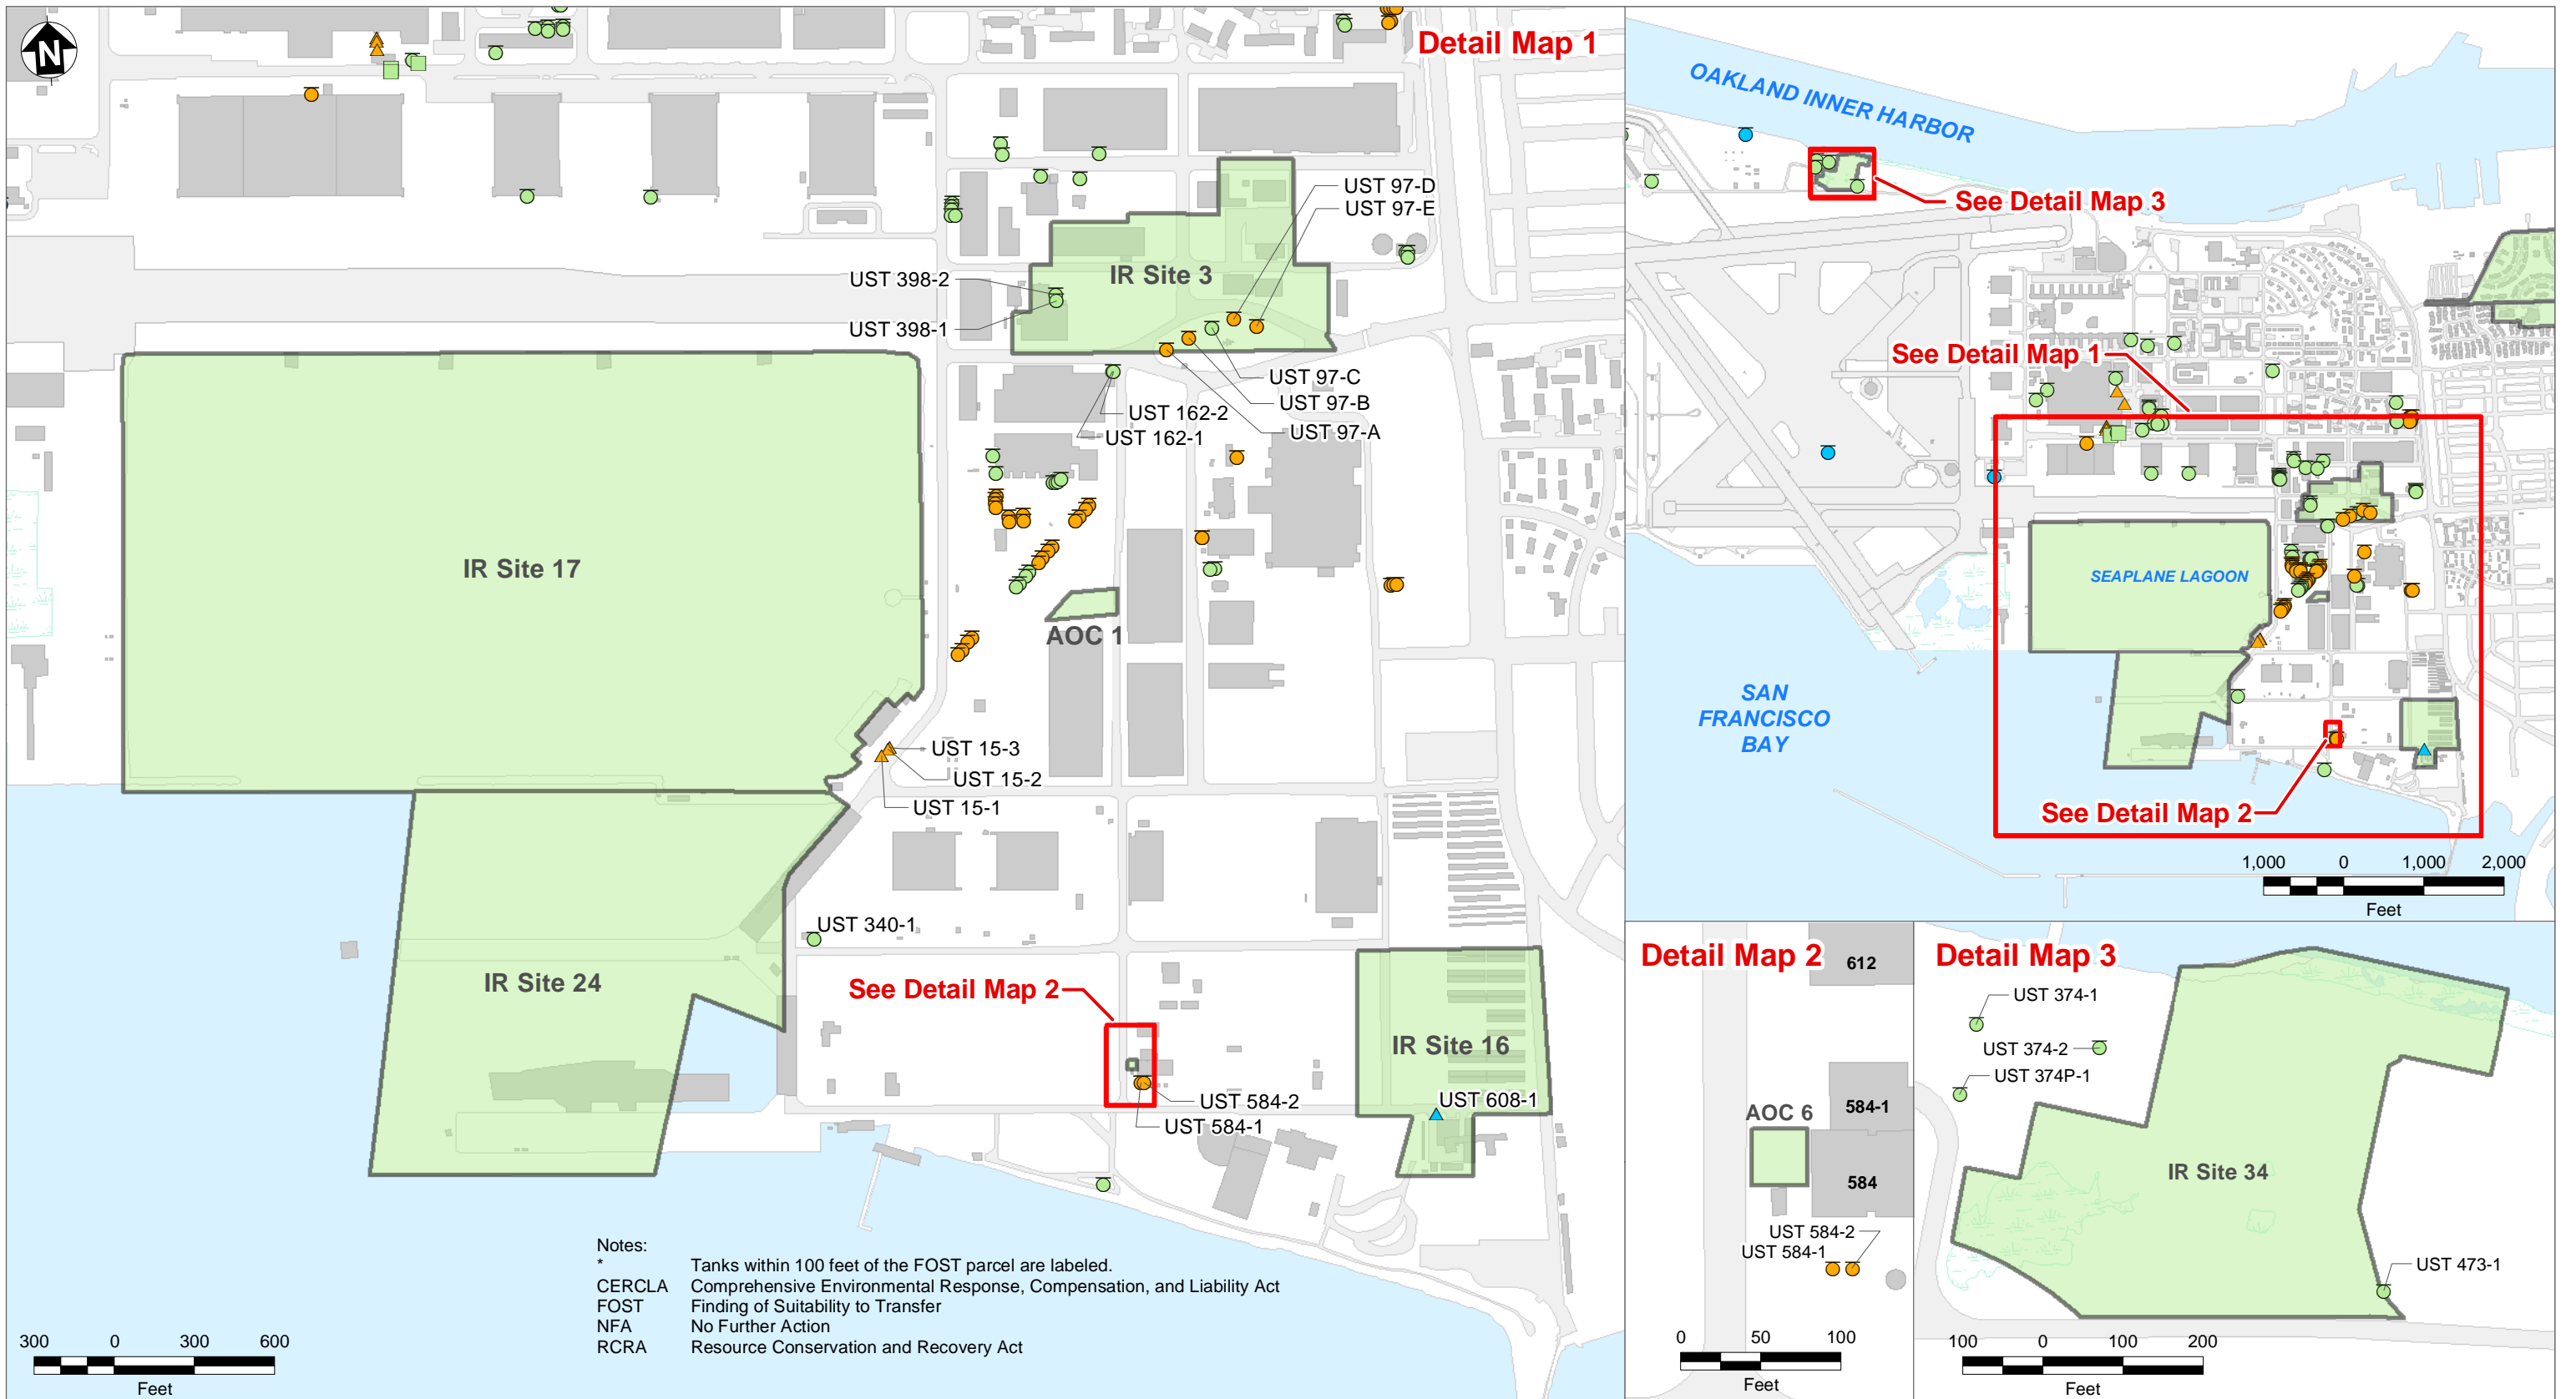 N
Detail Map 1
UST 97-D
UST 97-E
IR Site 3
UST 398-2
UST 398-1
UST 97-C
UST 97-B
UST 97-A
UST 162-2
UST 162-1
IR Site 17
AOC 1
UST 15-3
UST 15-2
UST 15-1
UST 340-1
IR Site 24
See Detail Map 2
IR Site 16
UST 608-1
UST 584-2
UST 584-1
Notes:
* Tanks within 100 feet of the FOST parcel are labeled.
CERCLA Comprehensive Environmental Response, Compensation, and Liability Act
FOST Finding of Suitability to Transfer
NFA No Further Action
RCRA Resource Conservation and Recovery Act
300 0 300 600
Feet
OAKLAND INNER HARBOR
See Detail Map 3
See Detail Map 1
SEAPLANE LAGOON
SAN
FRANCISCO
BAY
See Detail Map 2
1,000 0 1,000 2,000
Feet
Detail Map 2
612
584-1
AOC 6
584
UST 584-2
UST 584-1
0 50 100
Feet
Detail Map 3
UST 374-1
UST 374-2
UST 374P-1
IR Site 34
UST 473-1
100 0 100 200
Feet